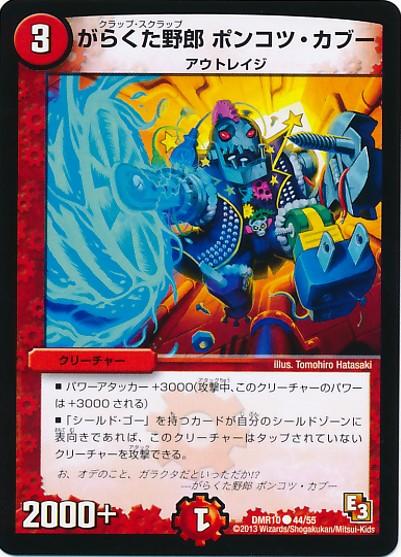 3
クラップ・スクラップ
がらくた野郎 ポンコツ・カブー
アウトレイジ
illus. Tomohiro Hatasaki
クリーチャー
■ パワーアタッカー+3000(攻撃中、このクリーチャーのパワー
は+3000 される)
■ 「シールド・ゴー」を持つカードが自分のシールドゾーンに
表向きであれば、このクリーチャーはタップされていない
クリーチャーを攻撃できる。
お、オデのこと、ガラクタだといっただか!?
----がらくた野郎 ポンコツ・カブー
2000+
1
E3
DMR10 ● 44/55
©2013 Wizards/Shogakukan/Mitsui-Kids